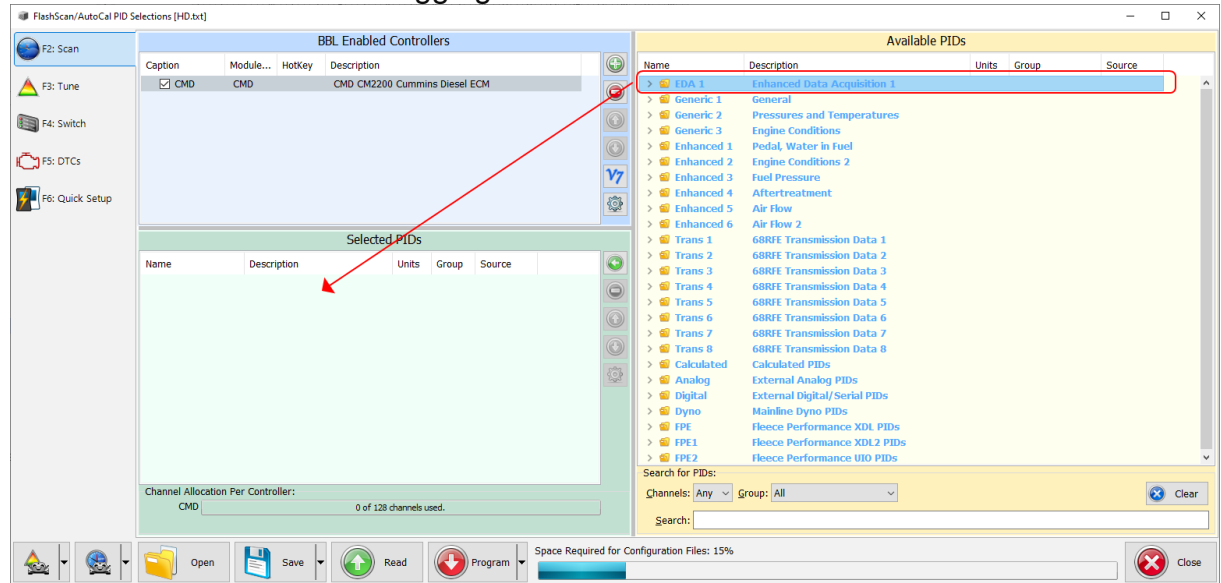 FlashScan/AutoCal PID Selections [HD.txt]
F2: Scan
F3: Tune
F4: Switch
F5: DTCs
F6: Quick Setup
BBL Enabled Controllers
Caption Module... HotKey Description
CMD CMD CMD CM2200 Cummins Diesel ECM
V7
Selected PIDs
Name Description Units Group Source
Channel Allocation Per Controller:
CMD 0 of 128 channels used.
Available PIDs
Name Description Units Group Source
EDA 1 Enhanced Data Acquisition 1
Generic 1 General
Generic 2 Pressures and Temperatures
Generic 3 Engine Conditions
Enhanced 1 Pedal, Water in Fuel
Enhanced 2 Engine Conditions 2
Enhanced 3 Fuel Pressure
Enhanced 4 Aftertreatment
Enhanced 5 Air Flow
Enhanced 6 Air Flow 2
Trans 1 68RFE Transmission Data 1
Trans 2 68RFE Transmission Data 2
Trans 3 68RFE Transmission Data 3
Trans 4 68RFE Transmission Data 4
Trans 5 68RFE Transmission Data 5
Trans 6 68RFE Transmission Data 6
Trans 7 68RFE Transmission Data 7
Trans 8 68RFE Transmission Data 8
Calculated Calculated PIDs
Analog External Analog PIDs
Digital External Digital/Serial PIDs
Dyno Mainline Dyno PIDs
FPE Fleece Performance XDL PIDs
FPE1 Fleece Performance XDL2 PIDs
FPE2 Fleece Performance UIO PIDs
Search for PIDs:
Channels: Any Group: All Clear
Search:
Open Save Read Program Space Required for Configuration Files: 15% Close